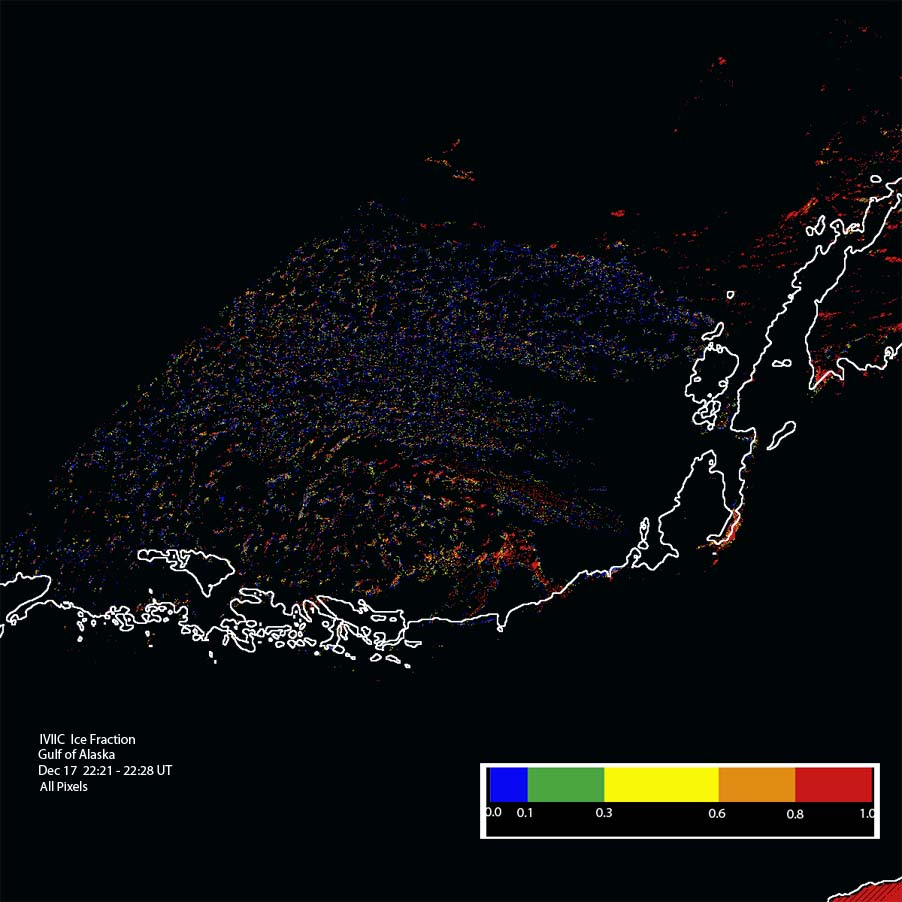 IVIIC Ice Fraction
Gulf of Alaska
Dec 17 22:21 - 22:28 UT
All Pixels
0.0 0.1 0.3 0.6 0.8 1.0